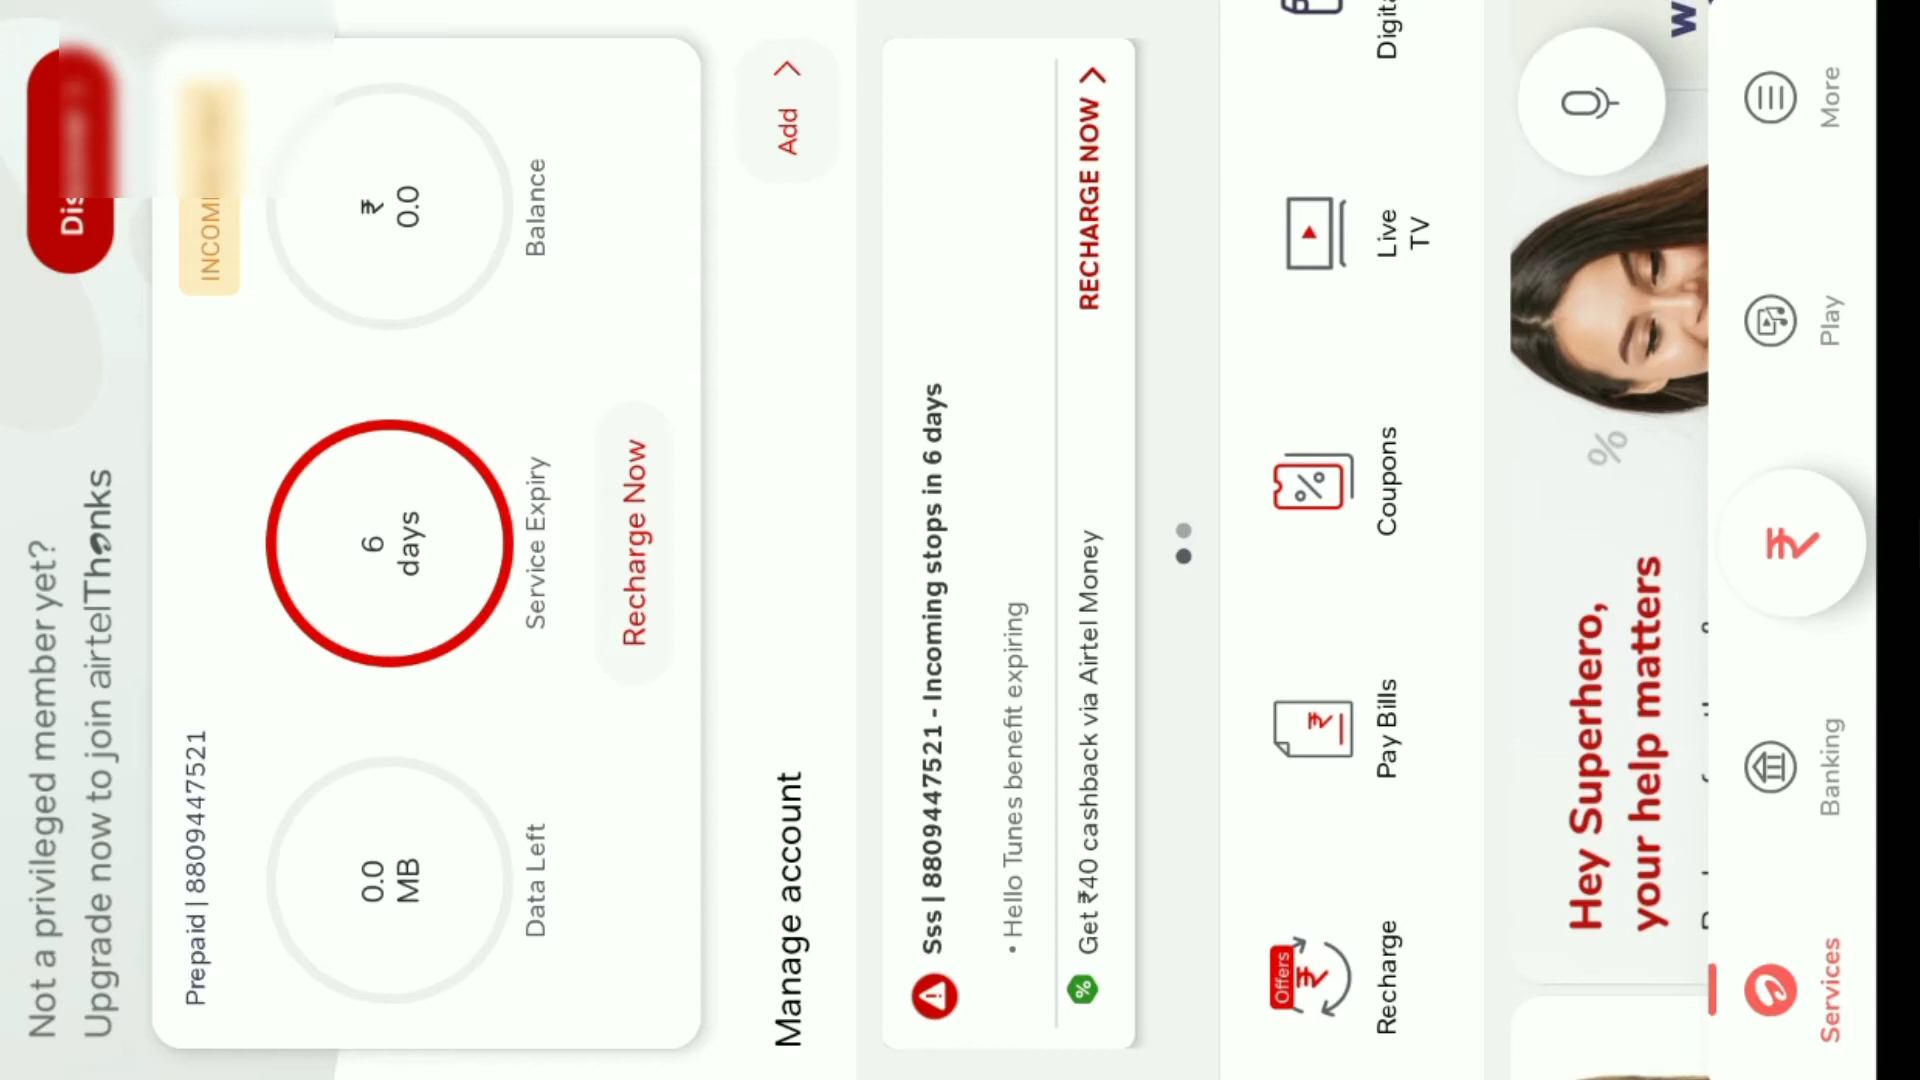 Not a privileged member yet?
Upgrade now to join airtelThanks
Prepaid | 8809447521
0.0
MB
Data Left
6
days
Service Expiry
₹
0.0
Balance
Recharge Now
Manage account
Add
Sss | 8809447521 - Incoming stops in 6 days
• Hello Tunes benefit expiring
Get ₹40 cashback via Airtel Money
RECHARGE NOW
Offers
Recharge
Pay Bills
Coupons
Live
TV
Hey Superhero,
your help matters
%
Services
Banking
Play
More